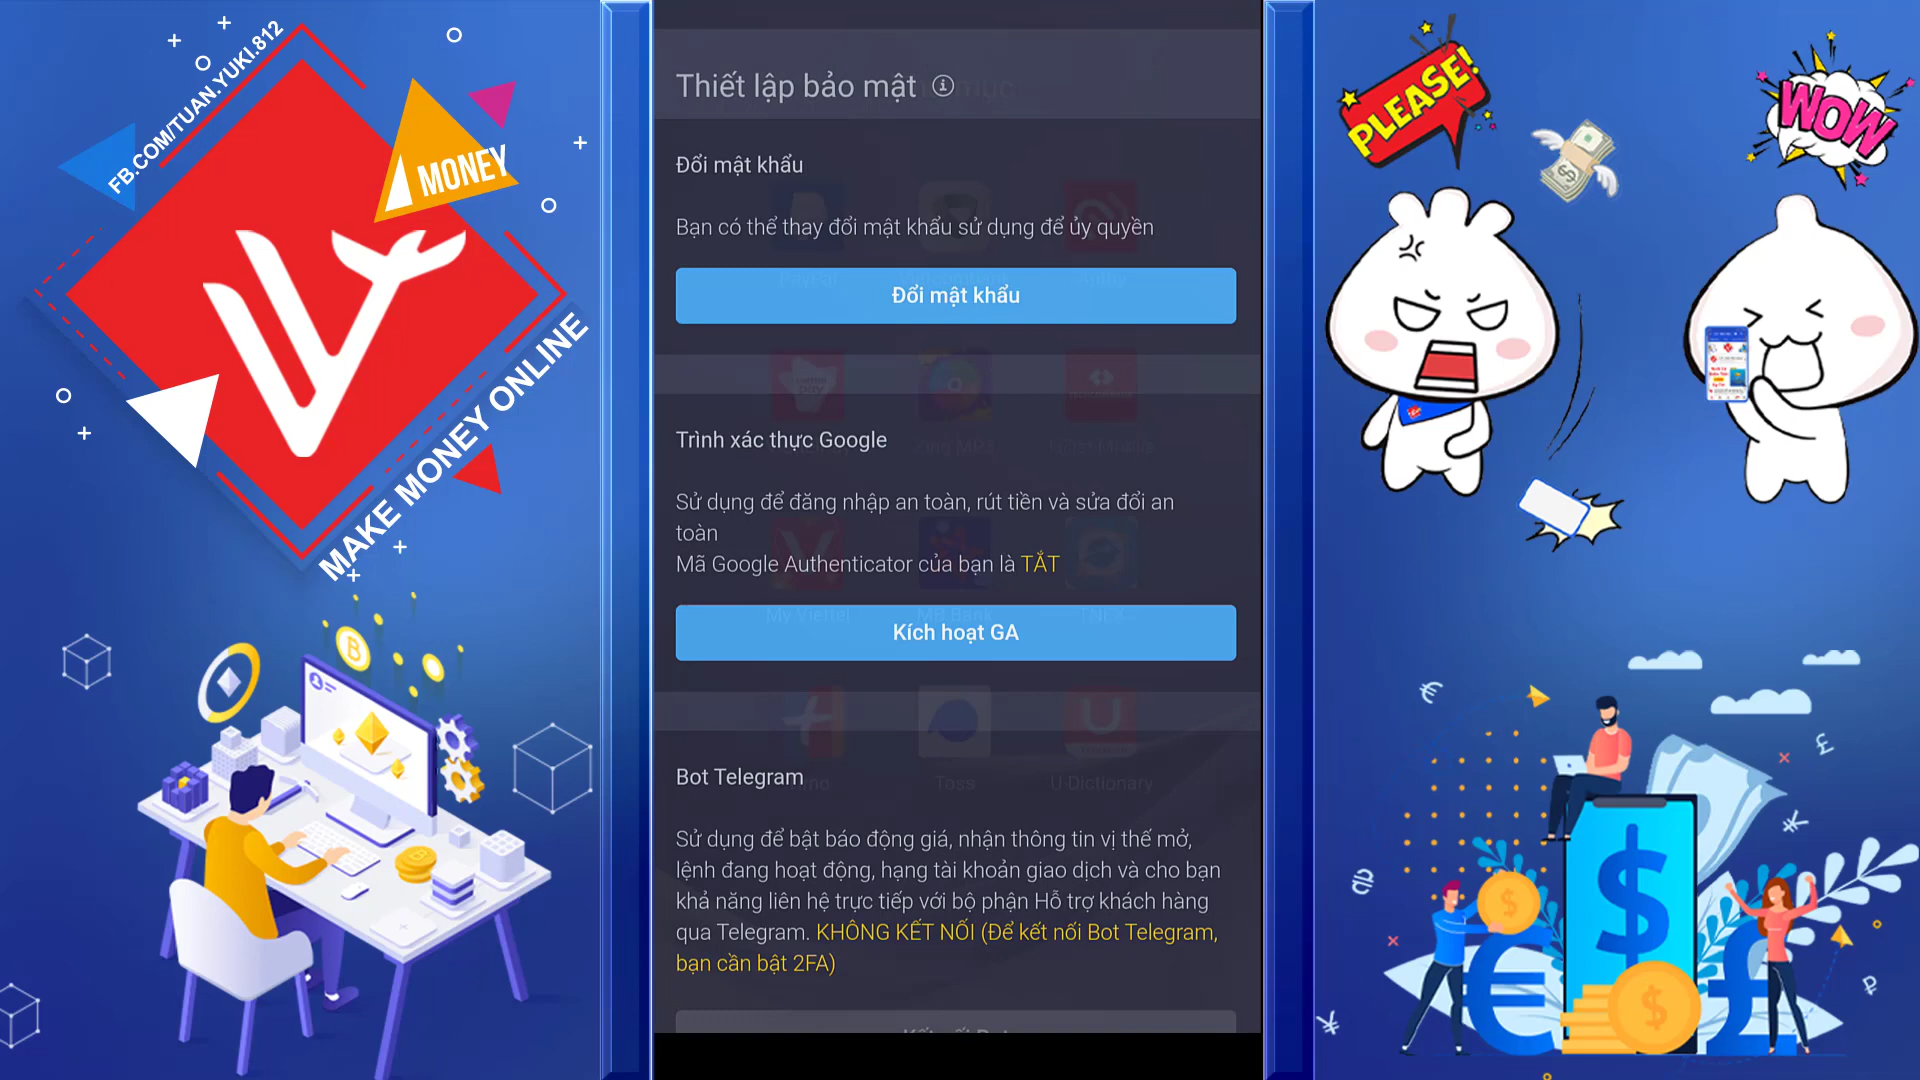 FB.COM/TUAN.YUKI.812
MONEY
MAKE MONEY ONLINE
Thiết lập bảo mật
Đổi mật khẩu
Bạn có thể thay đổi mật khẩu sử dụng để ủy quyền
Đổi mật khẩu
Trình xác thực Google
Sử dụng để đăng nhập an toàn, rút tiền và sửa đổi an
toàn
Mã Google Authenticator của bạn là TẮT
My Viettel
MB Bank
Kích hoạt GA
Bot Telegram
Toss
U-Dictionary
Sử dụng để bật báo động giá, nhận thông tin vị thế mở,
lệnh đang hoạt động, hạng tài khoản giao dịch và cho bạn
khả năng liên hệ trực tiếp với bộ phận Hỗ trợ khách hàng
qua Telegram. KHÔNG KẾT NỐI (Để kết nối Bot Telegram,
bạn cần bật 2FA)
PLEASE!
WOW